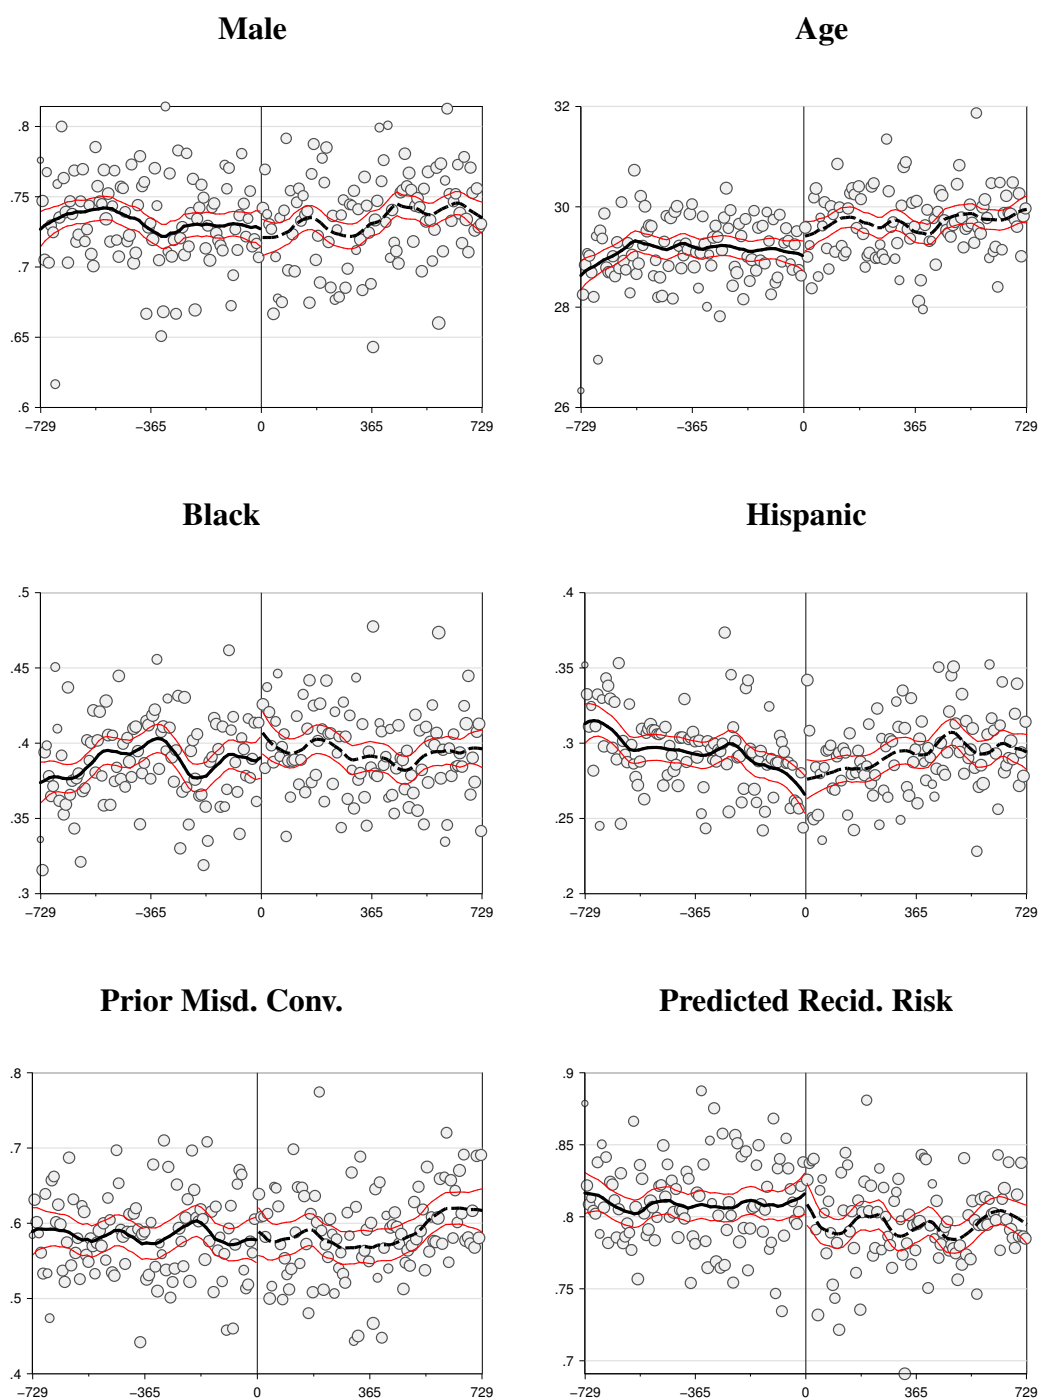 Male
Age
.8
.75
.7
.65
.6
−729 −365 0 365 729
32
30
28
26
−729 −365 0 365 729
Black
Hispanic
.5
.45
.4
.35
.3
−729 −365 0 365 729
.4
.35
.3
.25
.2
−729 −365 0 365 729
Prior Misd. Conv.
Predicted Recid. Risk
.8
.7
.6
.5
.4
−729 −365 0 365 729
.9
.85
.8
.75
.7
−729 −365 0 365 729